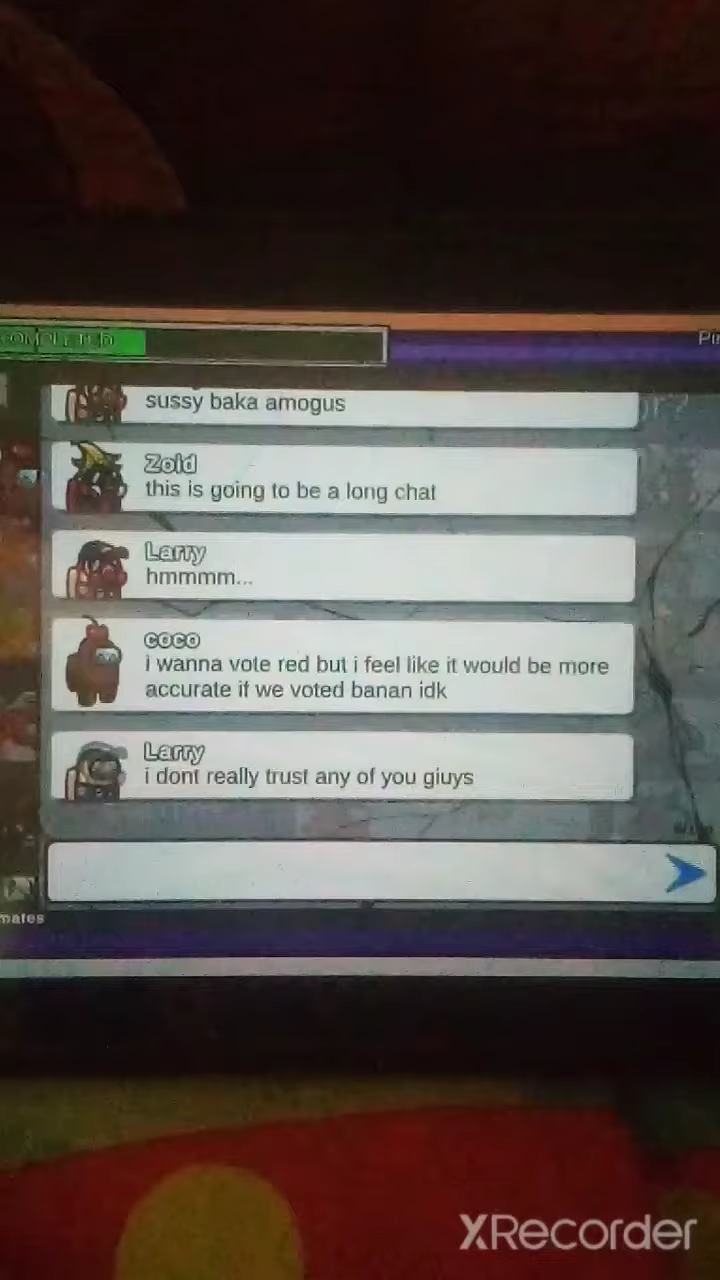 COMPLETED
sussy baka amogus
Zoid
this is going to be a long chat
Larry
hmmmm...
coco
i wanna vote red but i feel like it would be more
accurate if we voted banan idk
Larry
i dont really trust any of you giuys
mates
XRecorder